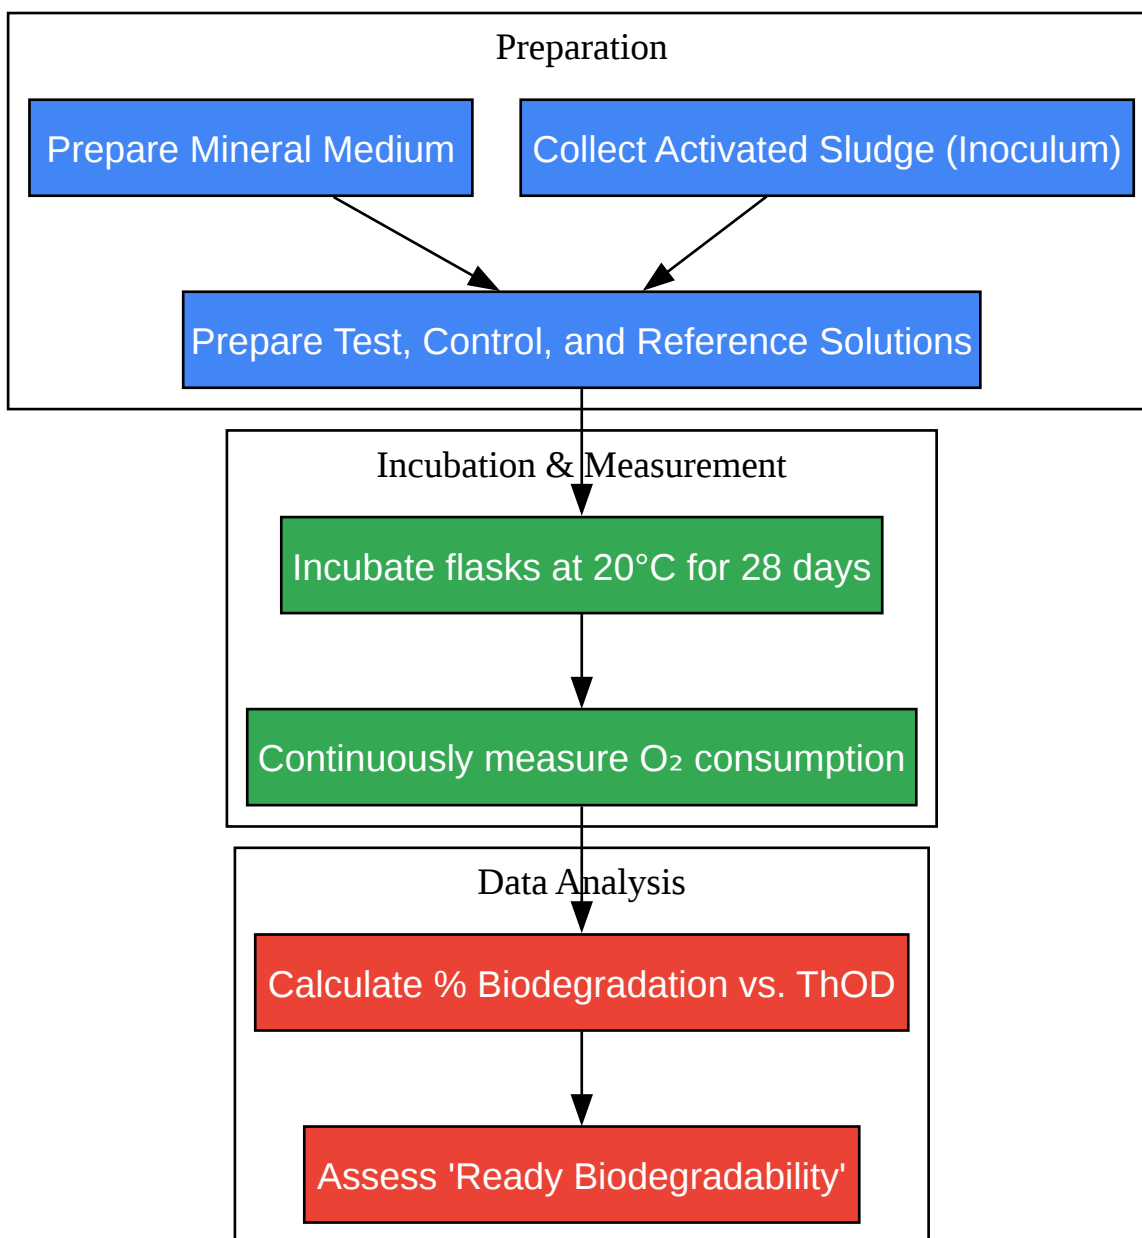 Preparation
Prepare Mineral Medium
Collect Activated Sludge (Inoculum)
Prepare Test, Control, and Reference Solutions
Incubation & Measurement
Incubate flasks at 20°C for 28 days
Continuously measure O₂ consumption
Data Analysis
Calculate % Biodegradation vs. ThOD
Assess 'Ready Biodegradability'